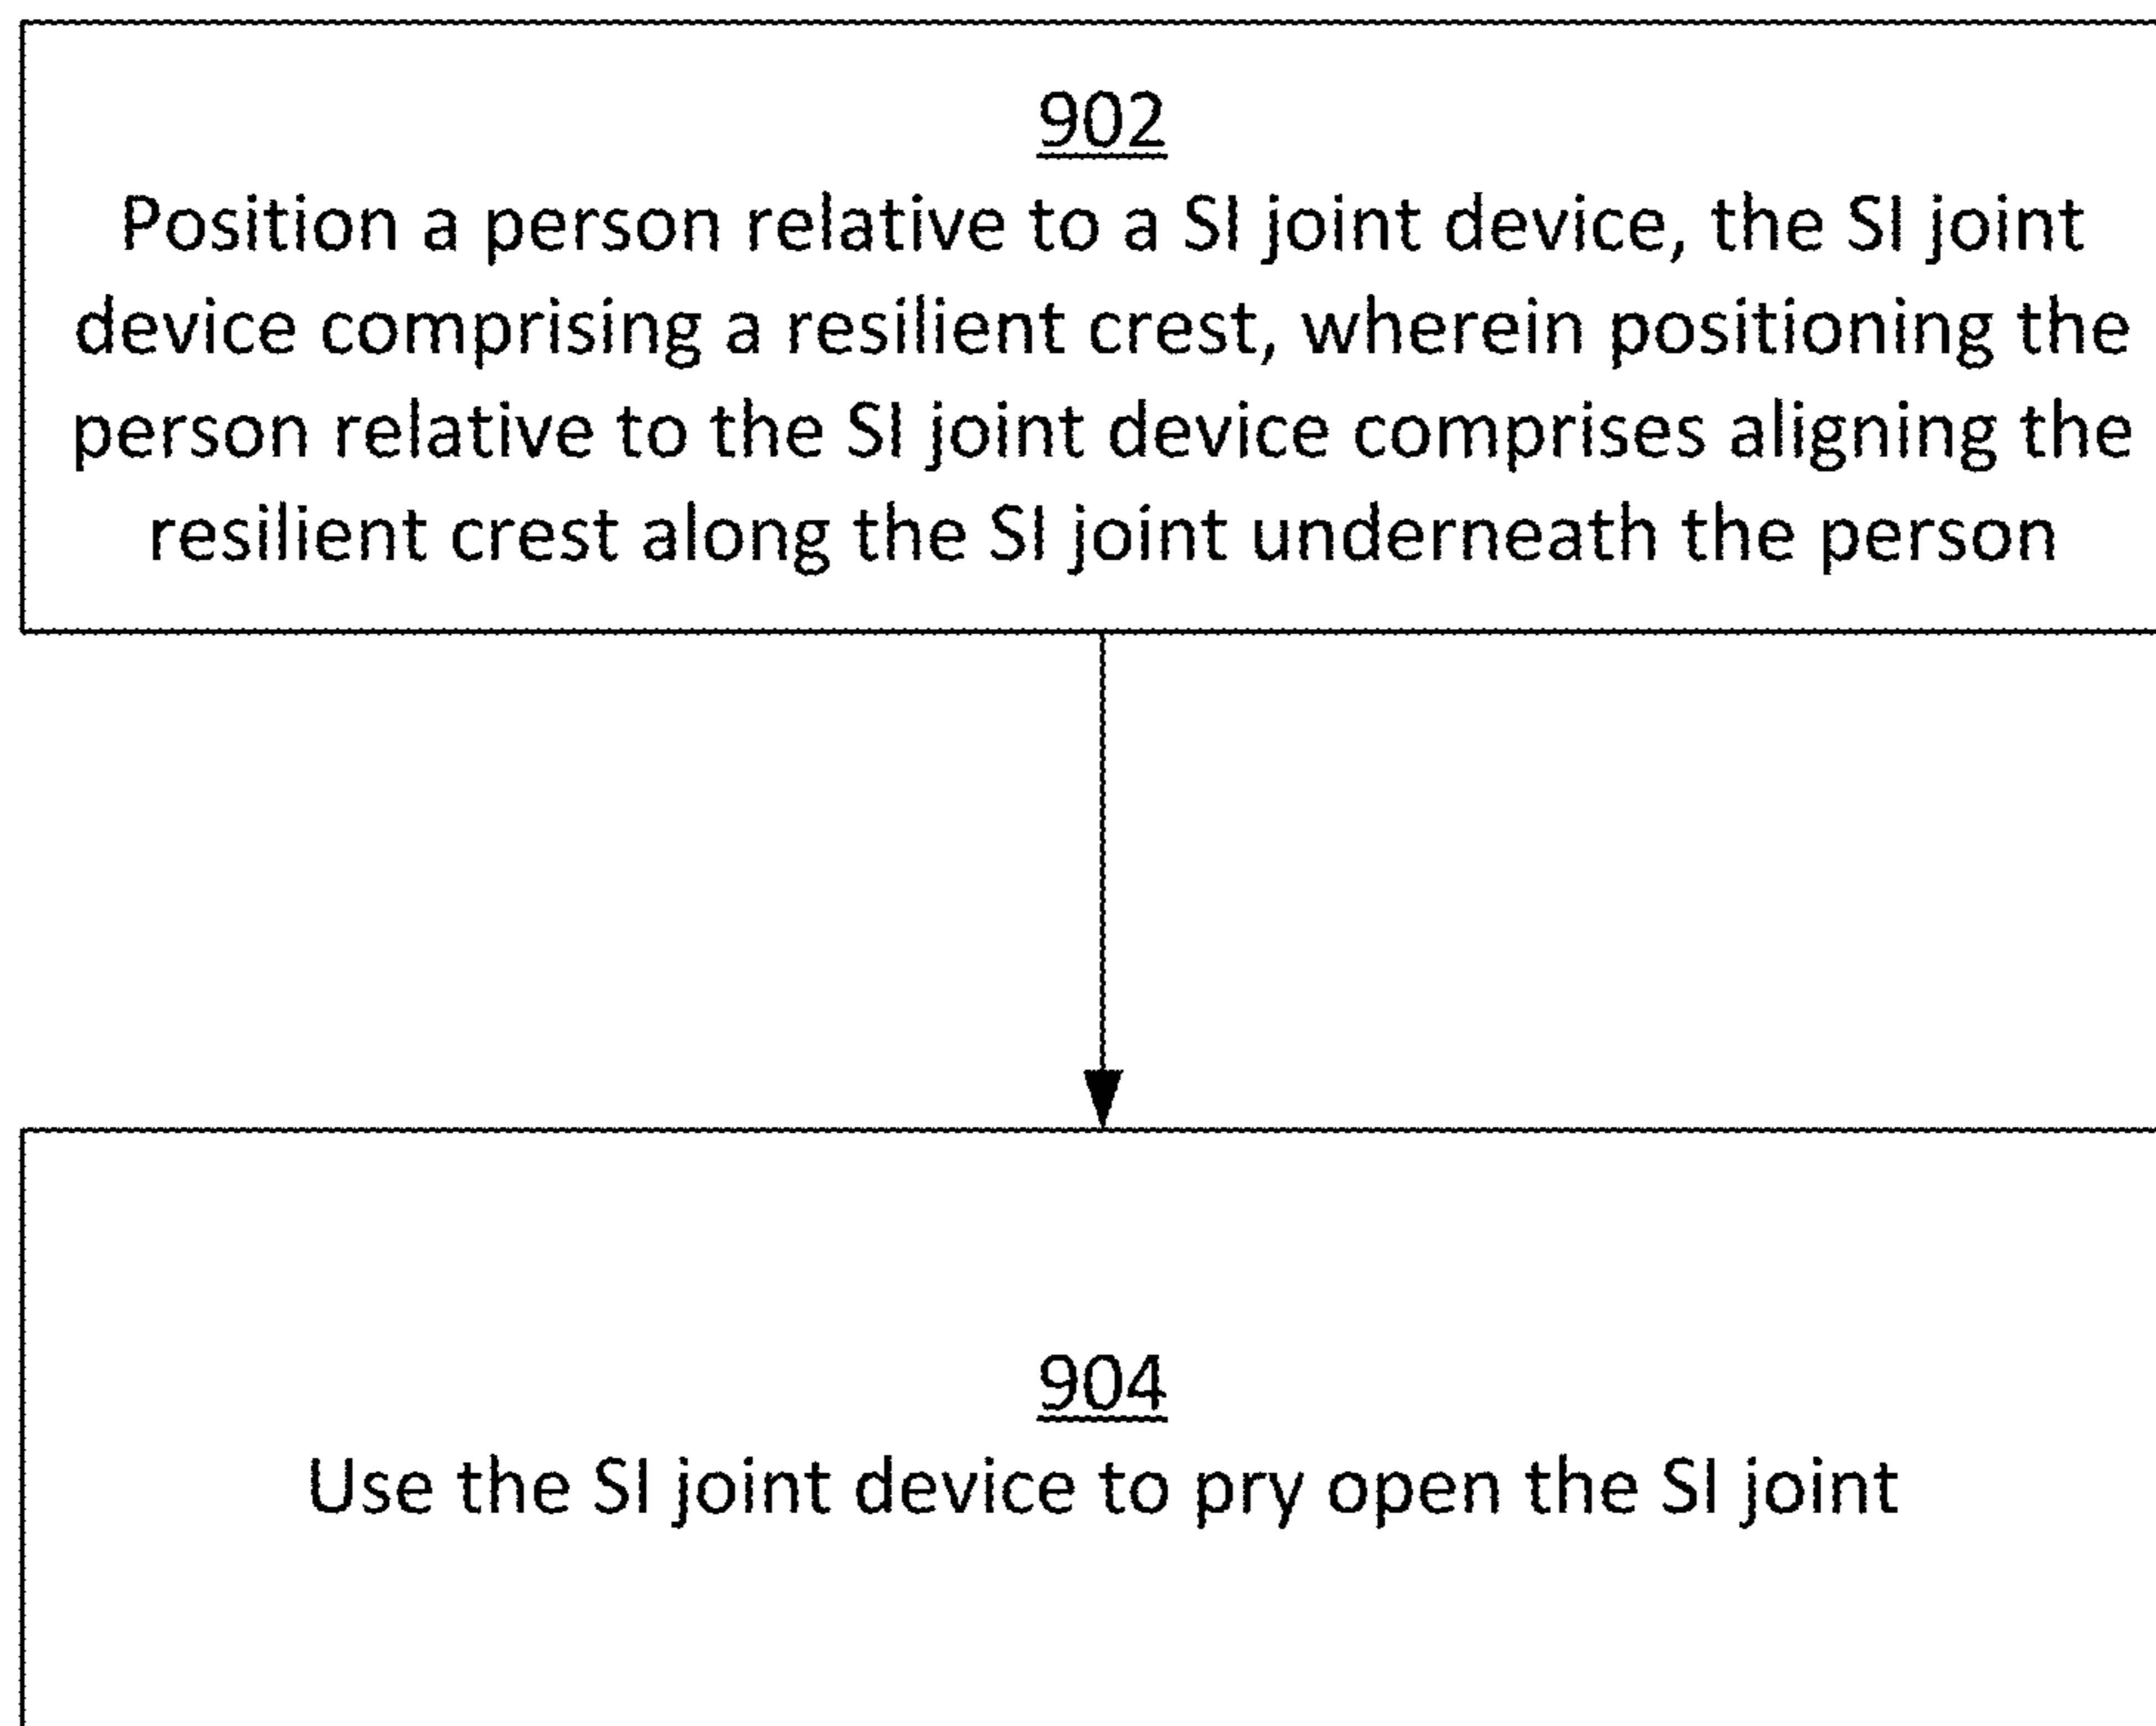 902
Position a person relative to a SI joint device, the SI joint
device comprising a resilient crest, wherein positioning the
person relative to the SI joint device comprises aligning the
resilient crest along the SI joint underneath the person
904
Use the SI joint device to pry open the SI joint